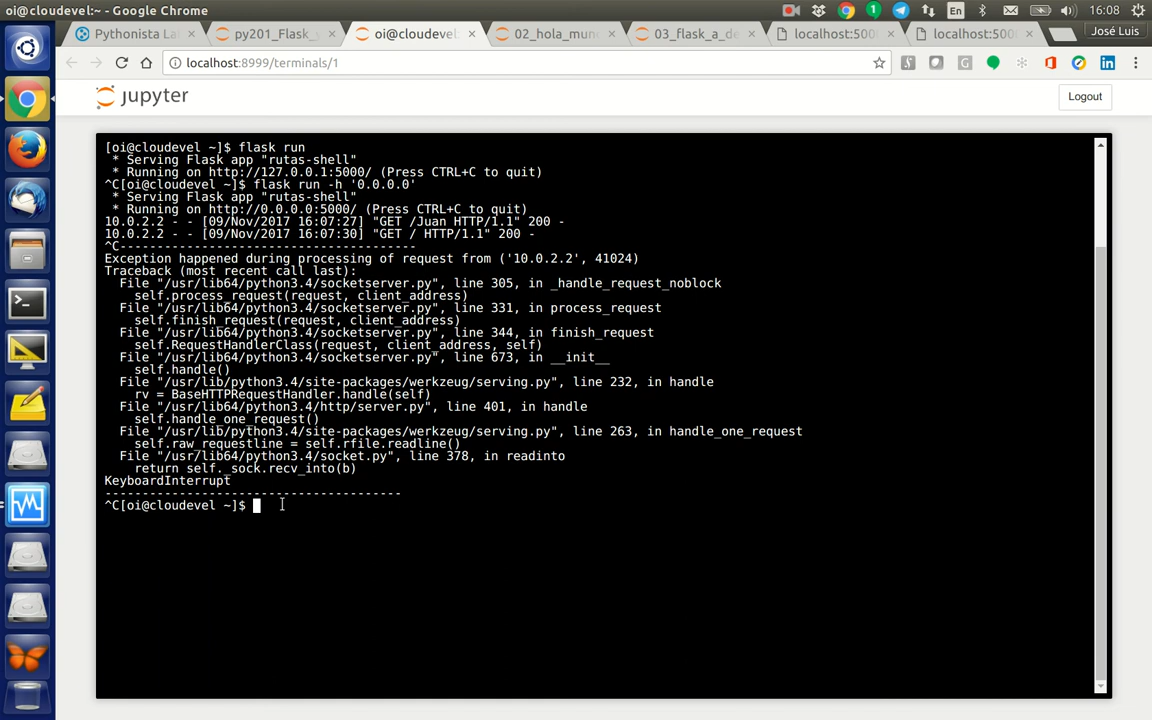 oi@cloudevel:~ - Google Chrome
En
1
16:08
Pythonista La
py201_Flask_
oi@cloudevel:
02_hola_mun
03_flask_a_de
localhost:500
localhost:500
José Luis
localhost:8999/terminals/1
jupyter
Logout
[oi@cloudevel ~]$ flask run
* Serving Flask app "rutas-shell"
* Running on http://127.0.0.1:5000/ (Press CTRL+C to quit)
^C[oi@cloudevel ~]$ flask run -h '0.0.0.0'
* Serving Flask app "rutas-shell"
* Running on http://0.0.0.0:5000/ (Press CTRL+C to quit)
10.0.2.2 - - [09/Nov/2017 16:07:27] "GET /Juan HTTP/1.1" 200 -
10.0.2.2 - - [09/Nov/2017 16:07:30] "GET / HTTP/1.1" 200 -
^C----------------------------------------
Exception happened during processing of request from ('10.0.2.2', 41024)
Traceback (most recent call last):
File "/usr/lib64/python3.4/socketserver.py", line 305, in _handle_request_noblock
self.process_request(request, client_address)
File "/usr/lib64/python3.4/socketserver.py", line 331, in process_request
self.finish_request(request, client_address)
File "/usr/lib64/python3.4/socketserver.py", line 344, in finish_request
self.RequestHandlerClass(request, client_address, self)
File "/usr/lib64/python3.4/socketserver.py", line 673, in __init__
self.handle()
File "/usr/lib/python3.4/site-packages/werkzeug/serving.py", line 232, in handle
rv = BaseHTTPRequestHandler.handle(self)
File "/usr/lib64/python3.4/http/server.py", line 401, in handle
self.handle_one_request()
File "/usr/lib/python3.4/site-packages/werkzeug/serving.py", line 263, in handle_one_request
self.raw_requestline = self.rfile.readline()
File "/usr/lib64/python3.4/socket.py", line 378, in readinto
return self._sock.recv_into(b)
KeyboardInterrupt
----------------------------------------
^C[oi@cloudevel ~]$